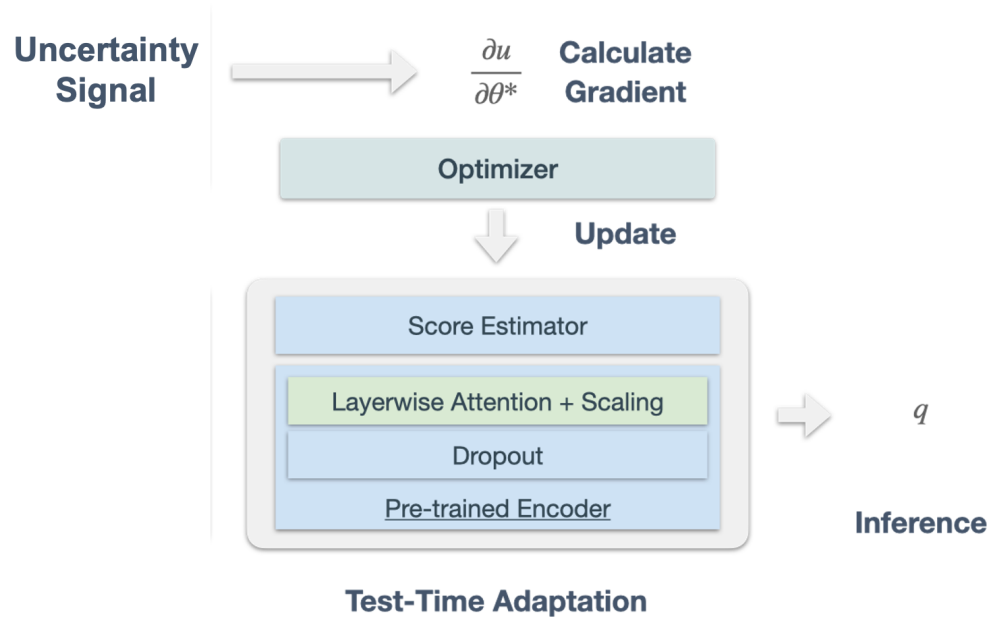 Uncertainty
Signal
∂u
∂θ*
Calculate
Gradient
Optimizer
Update
Score Estimator
Layerwise Attention + Scaling
Dropout
Pre-trained Encoder
q
Inference
Test-Time Adaptation